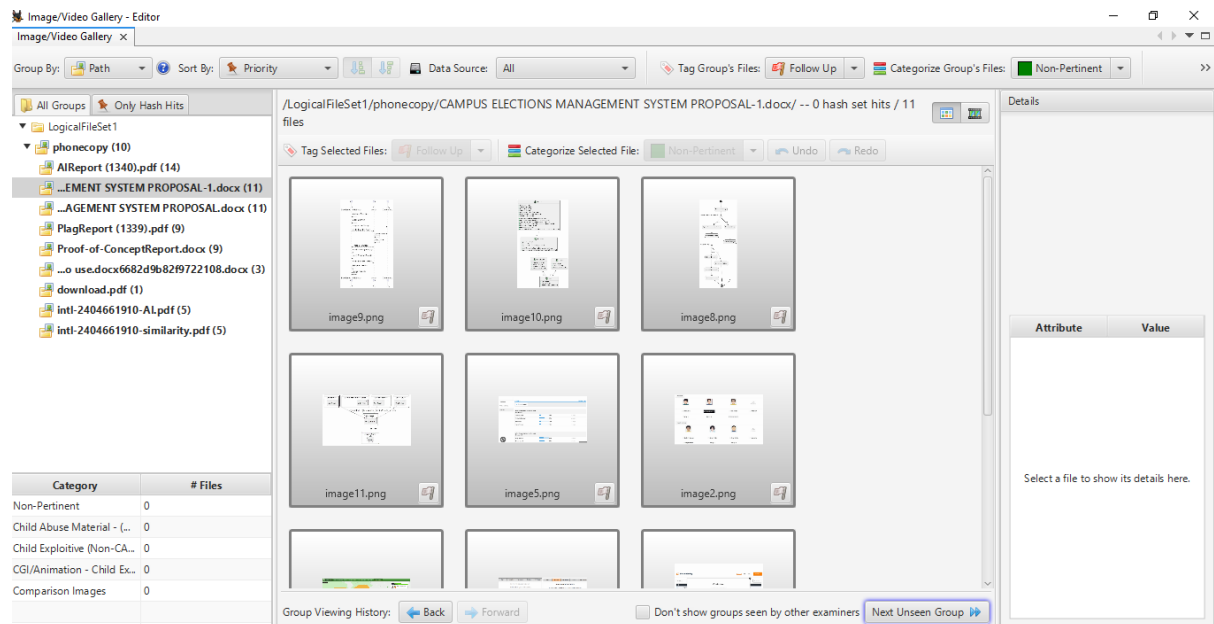 Image/Video Gallery - Editor
Image/Video Gallery ×
Group By: Path Sort By: Priority Data Source: All Tag Group's Files: Follow Up Categorize Group's Files: Non-Pertinent
All Groups Only Hash Hits
LogicalFileSet1
phonecopy (10)
AIReport (1340).pdf (14)
...EMENT SYSTEM PROPOSAL-1.docx (11)
...AGEMENT SYSTEM PROPOSAL.docx (11)
PlagReport (1339).pdf (9)
Proof-of-ConceptReport.docx (9)
...o use.docx6682d9b82f9722108.docx (3)
download.pdf (1)
intl-2404661910-AI.pdf (5)
intl-2404661910-similarity.pdf (5)
Category # Files
Non-Pertinent 0
Child Abuse Material - (... 0
Child Exploitive (Non-CA... 0
CGI/Animation - Child Ex... 0
Comparison Images 0
/LogicalFileSet1/phonecopy/CAMPUS ELECTIONS MANAGEMENT SYSTEM PROPOSAL-1.docx/ -- 0 hash set hits / 11
files
Tag Selected Files: Follow Up Categorize Selected File: Non-Pertinent Undo Redo
image9.png
image10.png
image8.png
image11.png
image5.png
image2.png
Group Viewing History: Back Forward Don't show groups seen by other examiners Next Unseen Group
Details
Attribute Value
Select a file to show its details here.